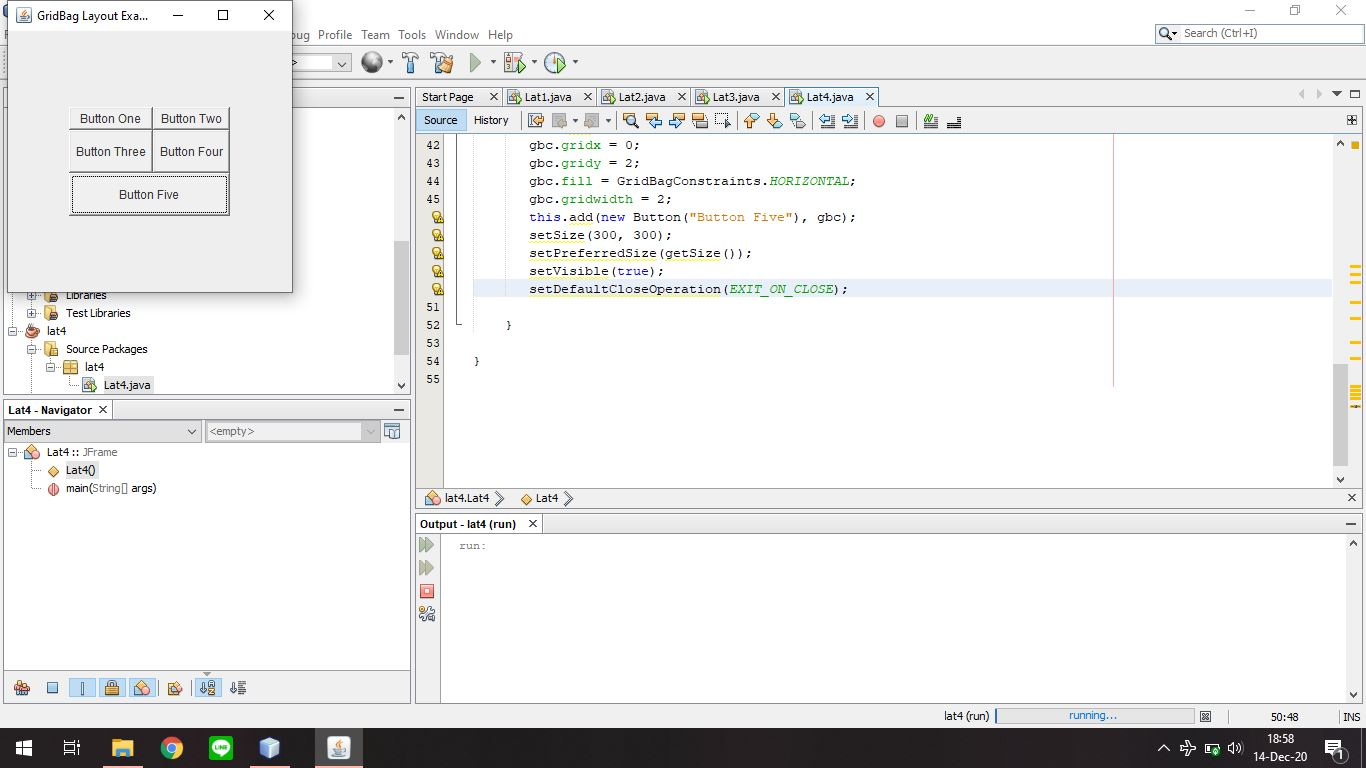 GridBag Layout Exa...
bug Profile Team Tools Window Help
Search (Ctrl+I)
Button One Button Two
Button Three Button Four
Button Five
Libraries
Test Libraries
lat4
Source Packages
lat4
Lat4.java
Lat4 - Navigator
Members <empty>
Lat4 :: JFrame
Lat4()
main(String[] args)
Start Page Lat1.java Lat2.java Lat3.java Lat4.java
Source History
42 gbc.gridx = 0;
43 gbc.gridy = 2;
44 gbc.fill = GridBagConstraints.HORIZONTAL;
45 gbc.gridwidth = 2;
this.add(new Button("Button Five"), gbc);
setSize(300, 300);
setPreferredSize(getSize());
setVisible(true);
setDefaultCloseOperation(EXIT_ON_CLOSE);
51
52 }
53
54 }
55
lat4.Lat4 Lat4
Output - lat4 (run)
run:
lat4 (run) running... 50:48 INS
LINE
18:58
14-Dec-20
1